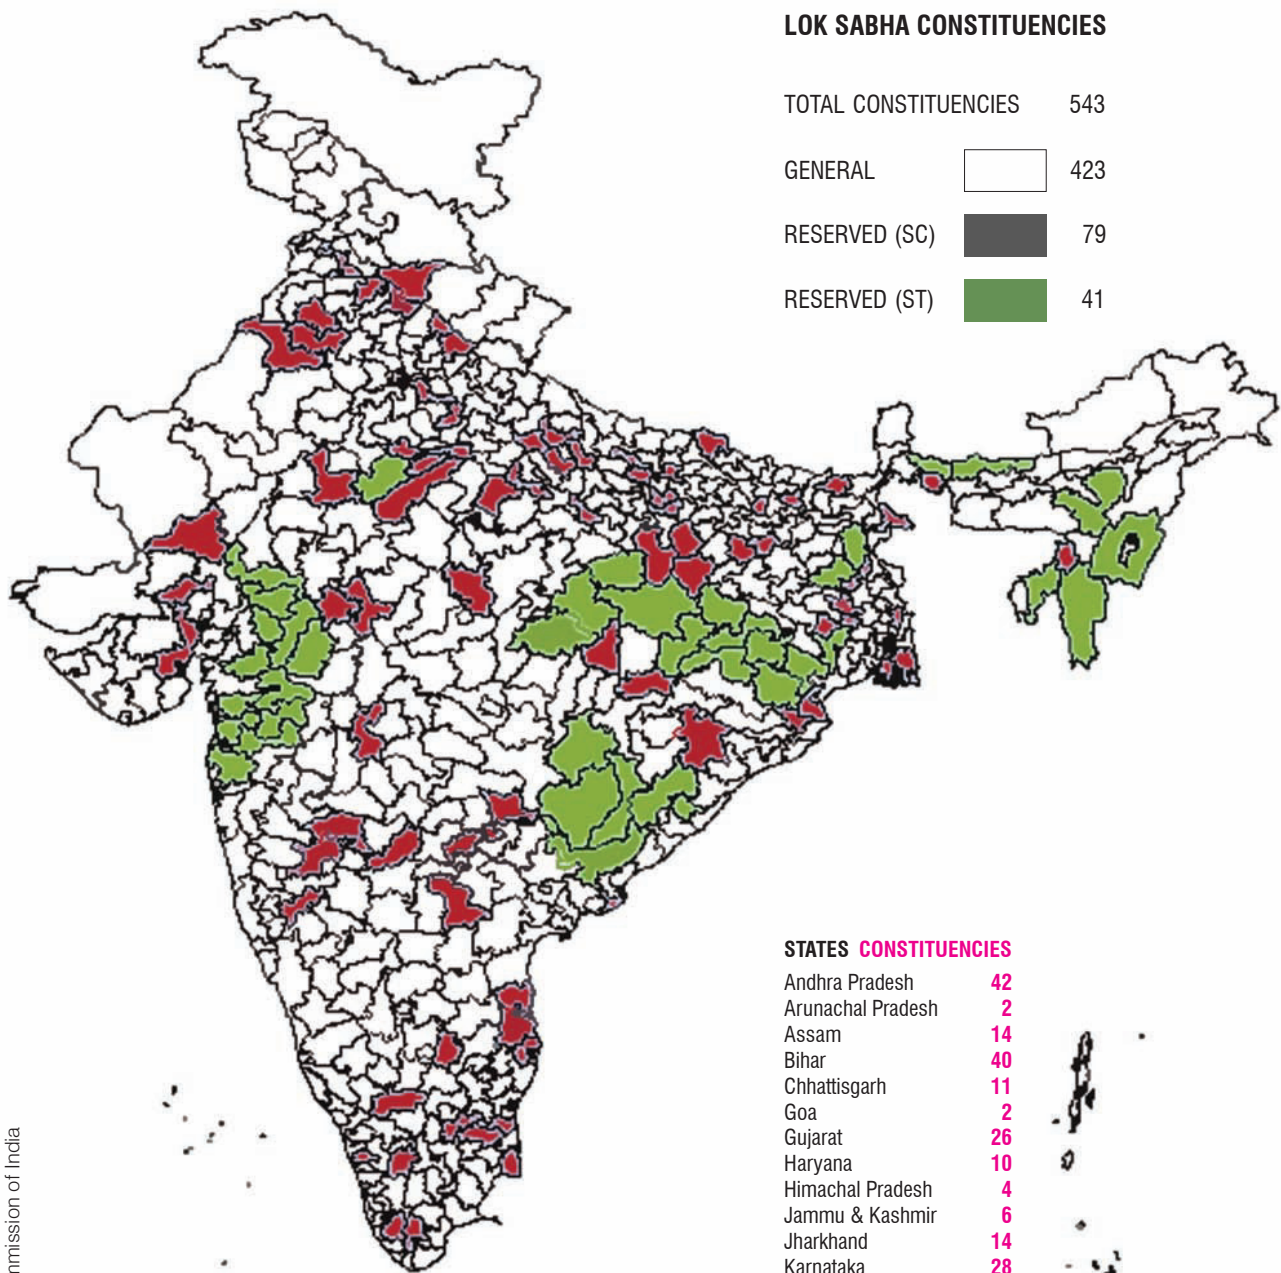 LOK SABHA CONSTITUENCIES
TOTAL CONSTITUENCIES 543
GENERAL 423
RESERVED (SC) 79
RESERVED (ST) 41
STATES CONSTITUENCIES
Andhra Pradesh 42
Arunachal Pradesh 2
Assam 14
Bihar 40
Chhattisgarh 11
Goa 2
Gujarat 26
Haryana 10
Himachal Pradesh 4
Jammu & Kashmir 6
Jharkhand 14
Karnataka 28
mmission of India